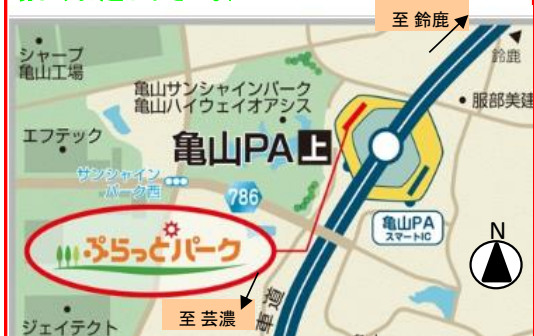 至 鈴鹿
シャープ
亀山工場
鈴鹿
亀山サンシャインパーク
亀山ハイウェイオアシス
服部美建
エフテック
亀山PA上
サンシャイン
パーク西
786
亀山PA
スマートIC
N
ぷらっとパーク
至 芸濃
車道
ジェイテクト